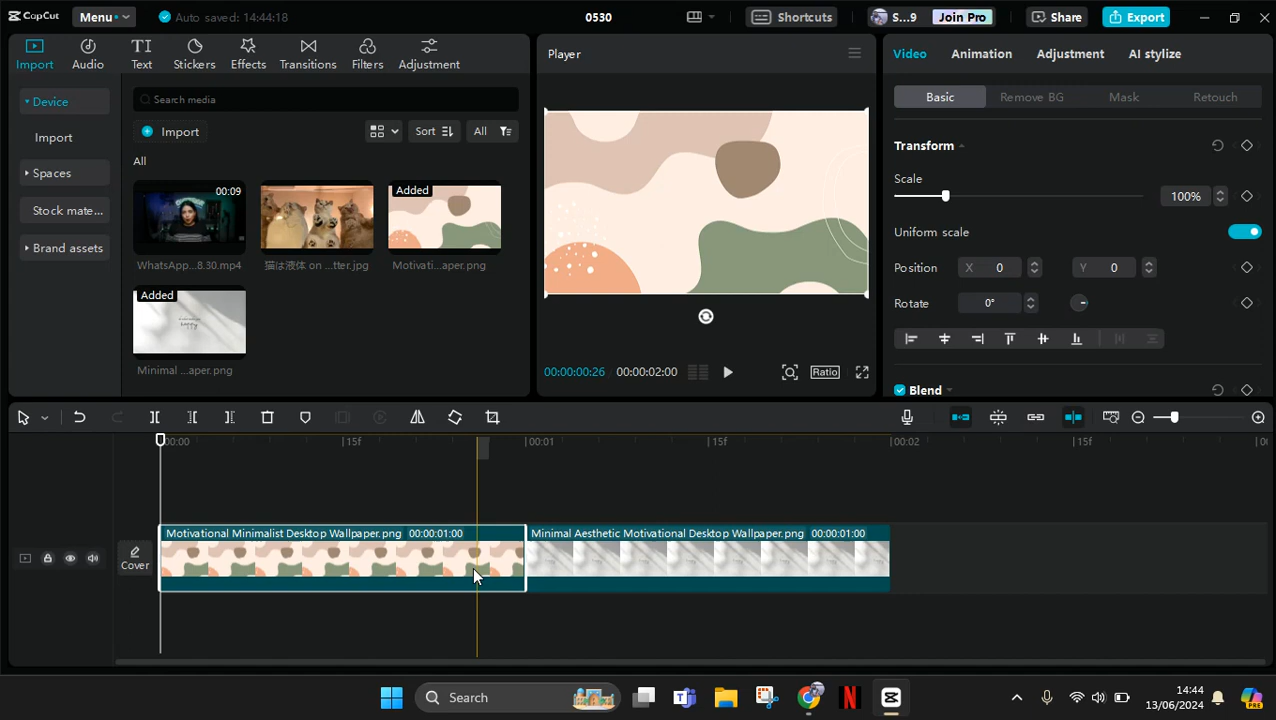 CapCut Menu Auto saved: 14:44:18 0530 Shortcuts S...9 Join Pro Share Export
Import Audio Text Stickers Effects Transitions Filters Adjustment
Device
Import
Spaces
Stock mate...
Brand assets
Search media
Import Sort All
All
00:09 Added
WhatsApp...8.30.mp4 猫は液体 on ...tter.jpg Motivati...aper.png
Added
happy
Minimal ...aper.png
Player
00:00:00:26 / 00:00:02:00 Ratio
Video Animation Adjustment AI stylize
Basic Remove BG Mask Retouch
Transform
Scale
100%
Uniform scale
Position X 0 Y 0
Rotate 0°
Blend
00:00 15f 00:01 15f 00:02 15f
Cover
Motivational Minimalist Desktop Wallpaper.png 00:00:01:00 Minimal Aesthetic Motivational Desktop Wallpaper.png 00:00:01:00
Search
14:44
13/06/2024
PRE